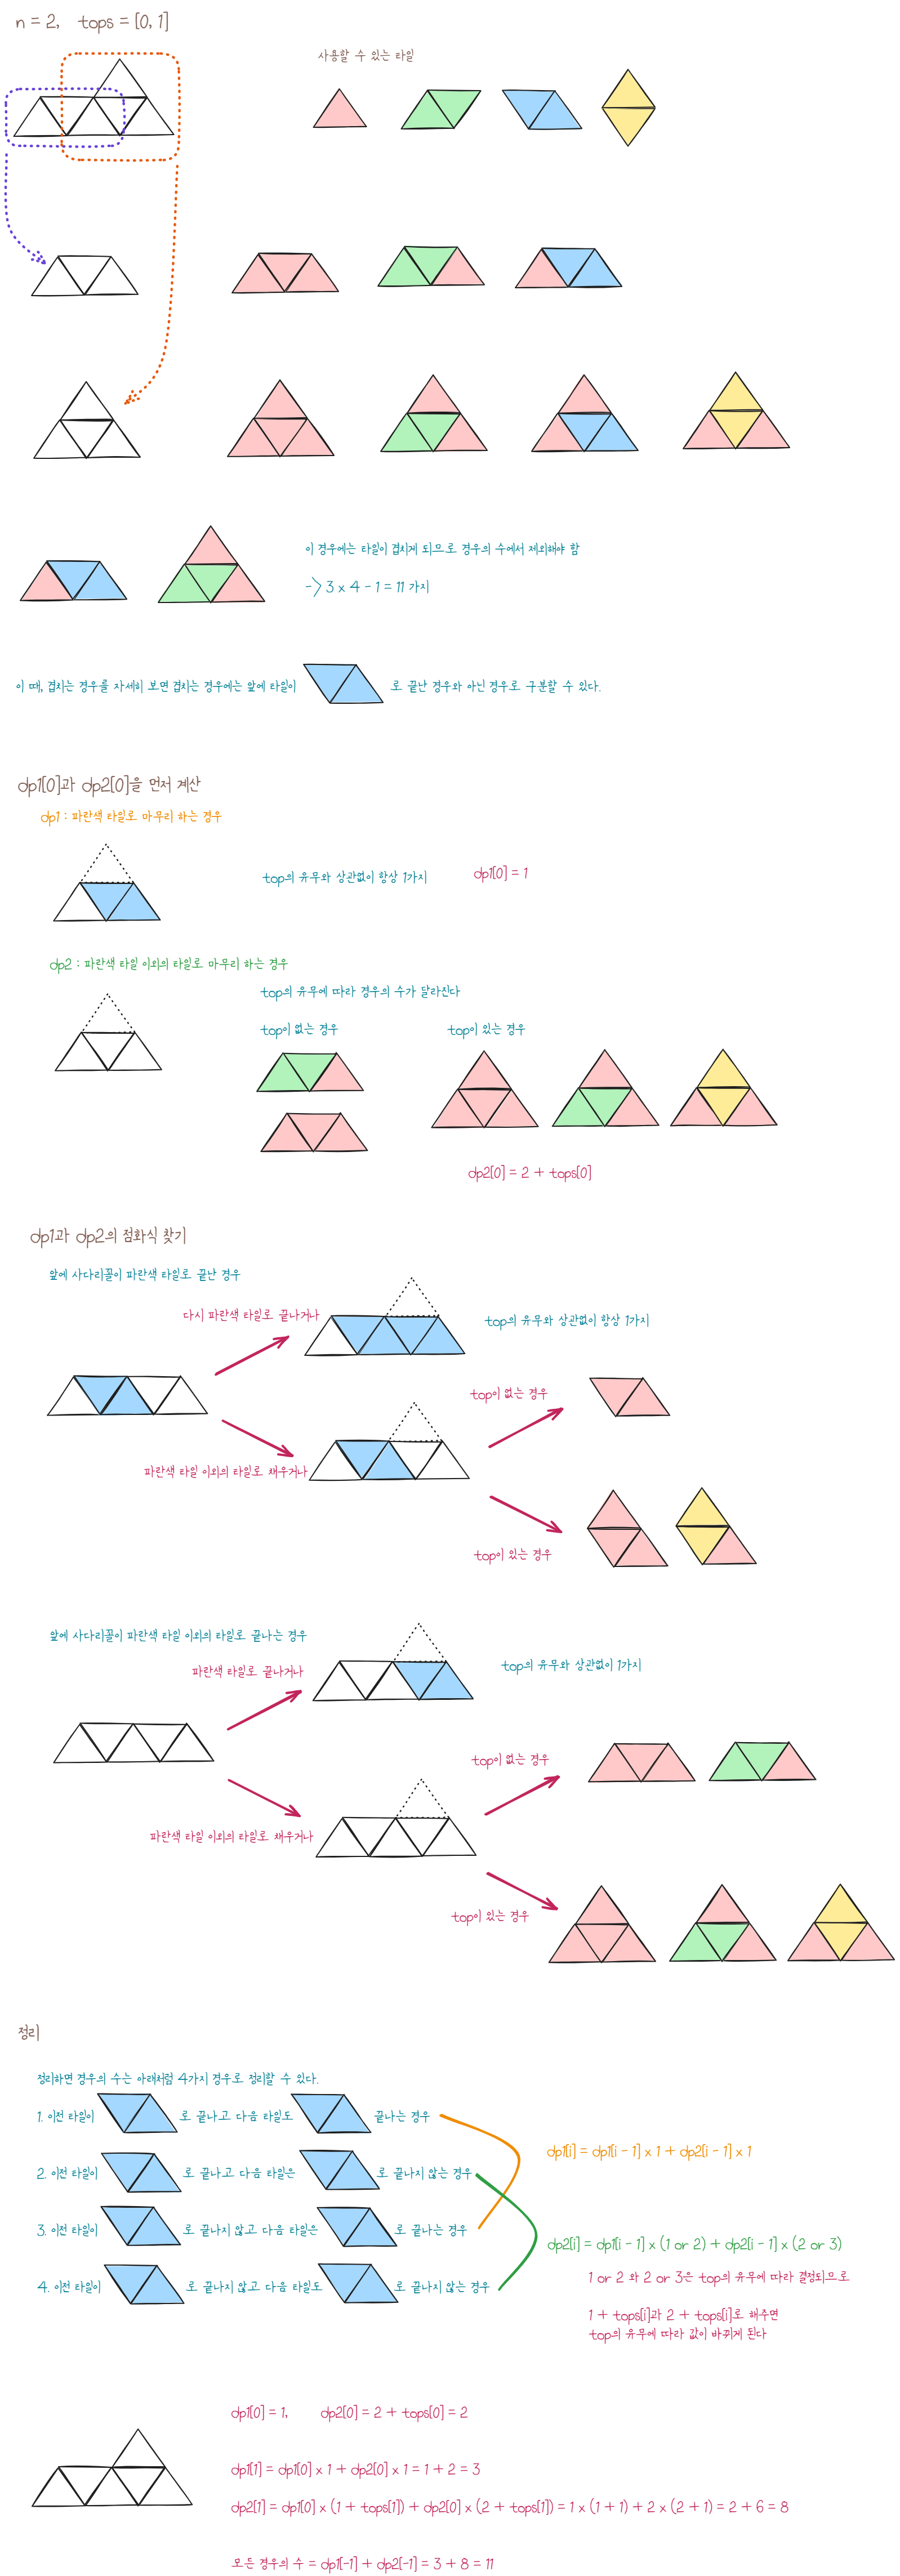 n = 2, tops = [0, 1]
사용할 수 있는 타일
이 경우에는 타일이 겹치게 되므로 경우의 수에서 제외해야 함
-> 3 x 4 - 1 = 11 가지
이 때, 겹치는 경우를 자세히 보면 겹치는 경우에는 앞에 타일이 로 끝난 경우와 아닌 경우로 구분할 수 있다.
dp1[0]과 dp2[0]을 먼저 계산
dp1 : 파란색 타일로 마무리 하는 경우
top의 유무와 상관없이 항상 1가지
dp1[0] = 1
dp2 : 파란색 타일 이외의 타일로 마무리 하는 경우
top의 유무에 따라 경우의 수가 달라진다
top이 없는 경우
top이 있는 경우
dp2[0] = 2 + tops[0]
dp1과 dp2의 점화식 찾기
앞에 사다리꼴이 파란색 타일로 끝난 경우
다시 파란색 타일로 끝나거나
top의 유무와 상관없이 항상 1가지
top이 없는 경우
파란색 타일 이외의 타일로 채우거나
top이 있는 경우
앞에 사다리꼴이 파란색 타일 이외의 타일로 끝나는 경우
파란색 타일로 끝나거나
top의 유무와 상관없이 1가지
top이 없는 경우
파란색 타일 이외의 타일로 채우거나
top이 있는 경우
정리
정리하면 경우의 수는 아래처럼 4가지 경우로 정리할 수 있다.
1. 이전 타일이 로 끝나고 다음 타일도 끝나는 경우
dp1[i] = dp1[i - 1] x 1 + dp2[i - 1] x 1
2. 이전 타일이 로 끝나고 다음 타일은 로 끝나지 않는 경우
3. 이전 타일이 로 끝나지 않고 다음 타일은 로 끝나는 경우
dp2[i] = dp1[i - 1] x (1 or 2) + dp2[i - 1] x (2 or 3)
1 or 2 와 2 or 3은 top의 유무에 따라 결정되므로
4. 이전 타일이 로 끝나지 않고 다음 타일도 로 끝나지 않는 경우
1 + tops[i]과 2 + tops[i]로 해주면
top의 유무에 따라 값이 바뀌게 된다
dp1[0] = 1, dp2[0] = 2 + tops[0] = 2
dp1[1] = dp1[0] x 1 + dp2[0] x 1 = 1 + 2 = 3
dp2[1] = dp1[0] x (1 + tops[1]) + dp2[0] x (2 + tops[1]) = 1 x (1 + 1) + 2 x (2 + 1) = 2 + 6 = 8
모든 경우의 수 = dp1[-1] + dp2[-1] = 3 + 8 = 11